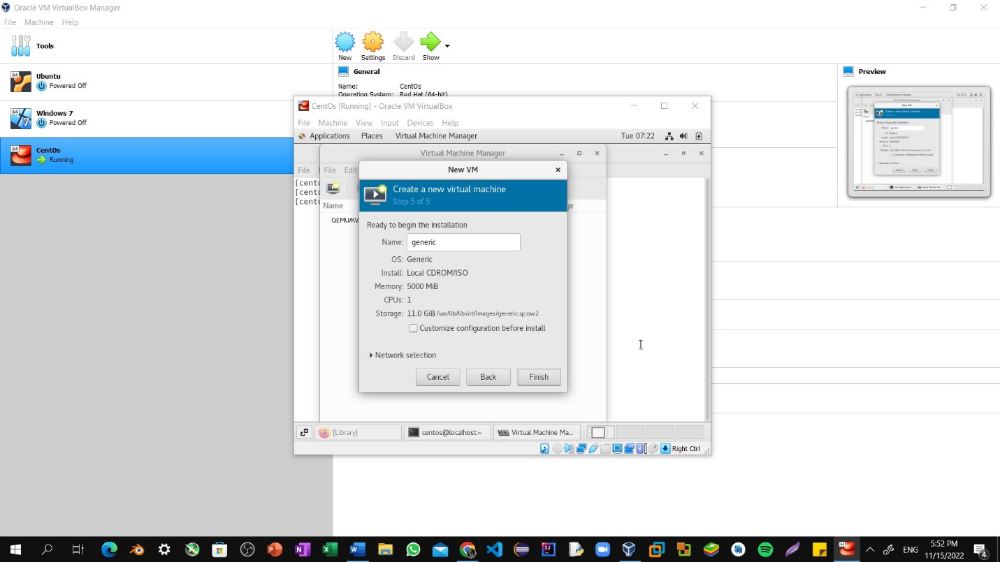 Oracle VM VirtualBox Manager
File Machine Help
Tools
New Settings Discard Show
64
Ubuntu
Powered Off
64
Windows 7
Powered Off
64
CentOs
Running
General
Name: CentOs
Operating System: Red Hat (64-bit)
Preview
CentOs [Running] - Oracle VM VirtualBox
File Machine View Input Devices Help
Applications Places Virtual Machine Manager Tue 07:22
Virtual Machine Manager
File File Edit
[cento
[cento
[cento
Name
QEMU/KV
New VM
Create a new virtual machine
Step 5 of 5
Ready to begin the installation
Name: generic
OS: Generic
Install: Local CDROM/ISO
Memory: 5000 MiB
CPUs: 1
Storage: 11.0 GiB /var/lib/libvirt/images/generic.qcow2
Customize configuration before install
Network selection
Cancel Back Finish
[Library] centos@localhost:~ Virtual Machine Ma...
Right Ctrl
ENG
5:52 PM
11/15/2022
4